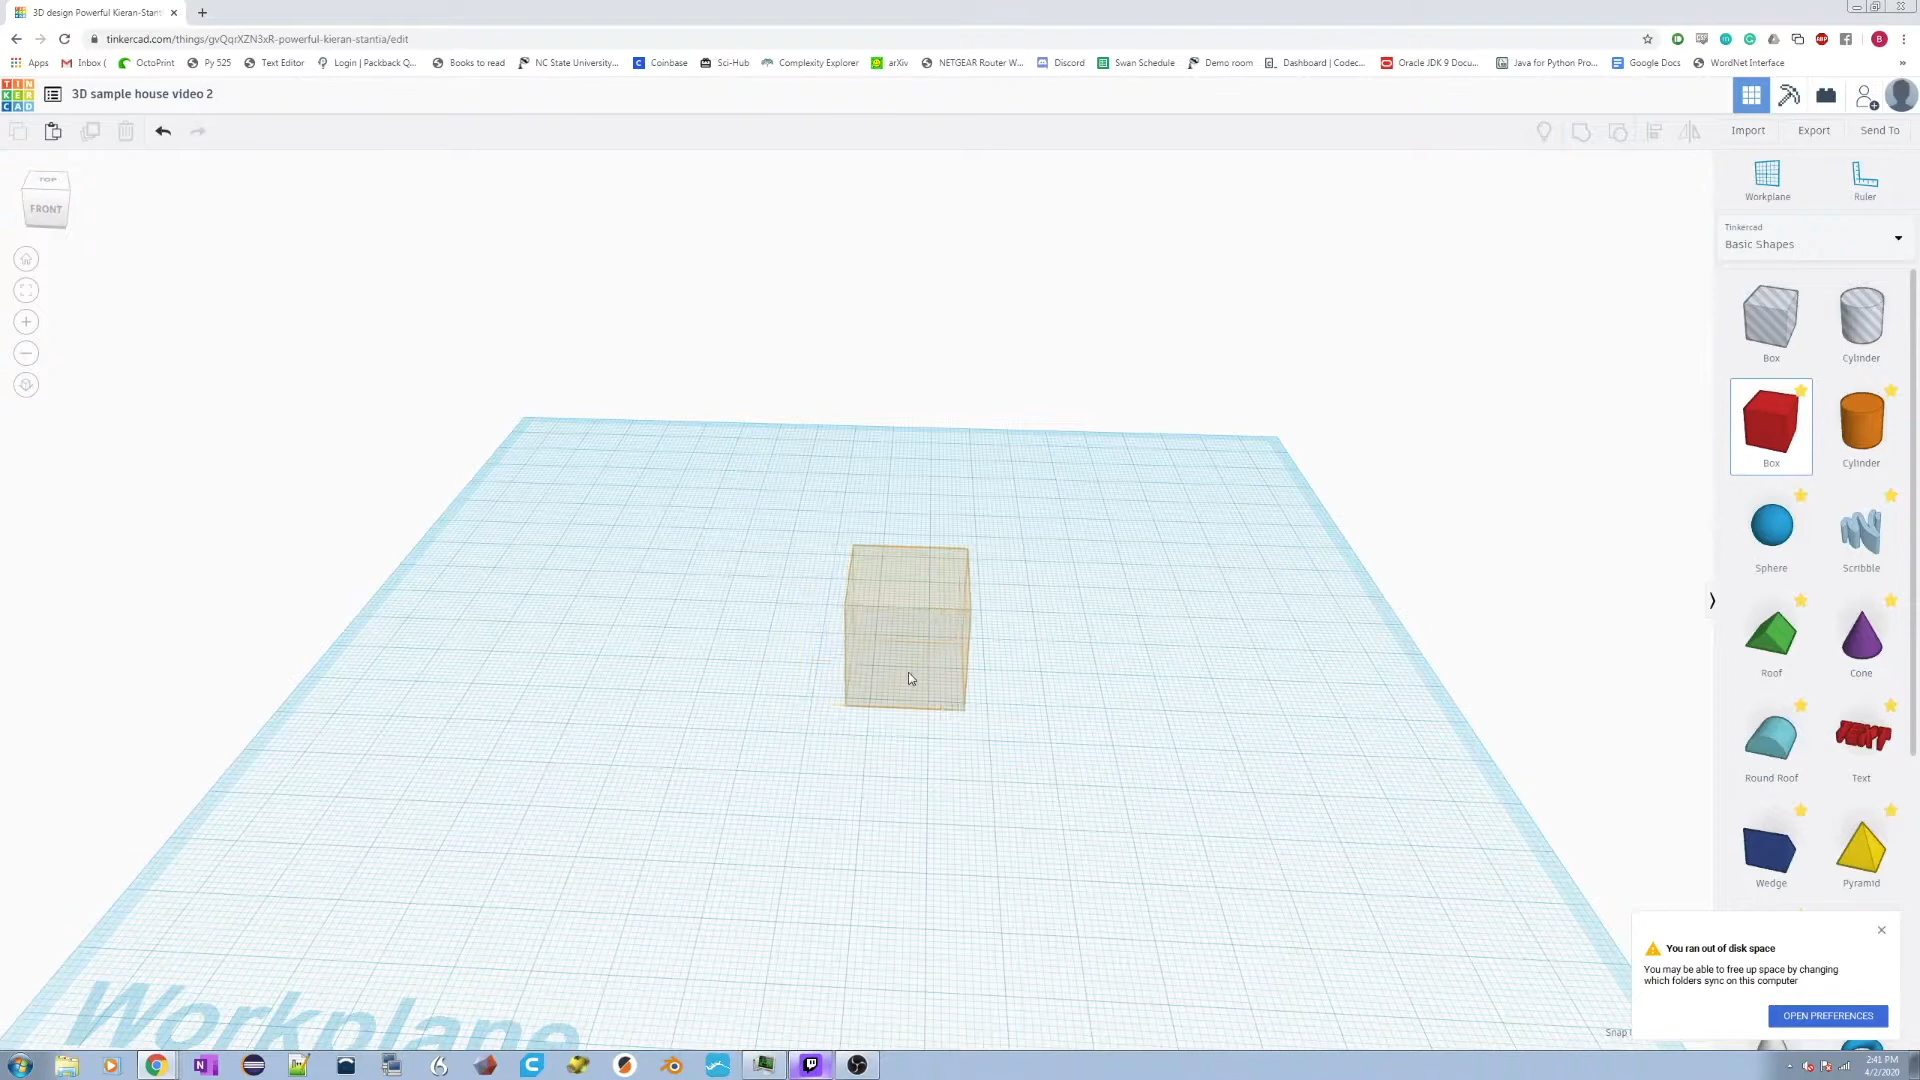 3D design Powerful Kieran-Stant
tinkercad.com/things/gvQqrXZN3xR-powerful-kieran-stantia/edit
Apps
Inbox (
OctoPrint
Py 525
Text Editor
Login | Packback Q...
Books to read
NC State University...
Coinbase
Sci-Hub
Complexity Explorer
arXiv
NETGEAR Router W...
Discord
Swan Schedule
Demo room
Dashboard | Codec...
Oracle JDK 9 Docu...
Java for Python Pro...
Google Docs
WordNet Interface
TIN
KER
CAD
3D sample house video 2
Import
Export
Send To
TOP
FRONT
Workplane
Ruler
Tinkercad
Basic Shapes
Box
Cylinder
Box
Cylinder
Sphere
Scribble
Roof
Cone
TEXT
Round Roof
Text
Wedge
Pyramid
You ran out of disk space
You may be able to free up space by changing
which folders sync on this computer
OPEN PREFERENCES
Snap
Workplane
2:41 PM
4/2/2020